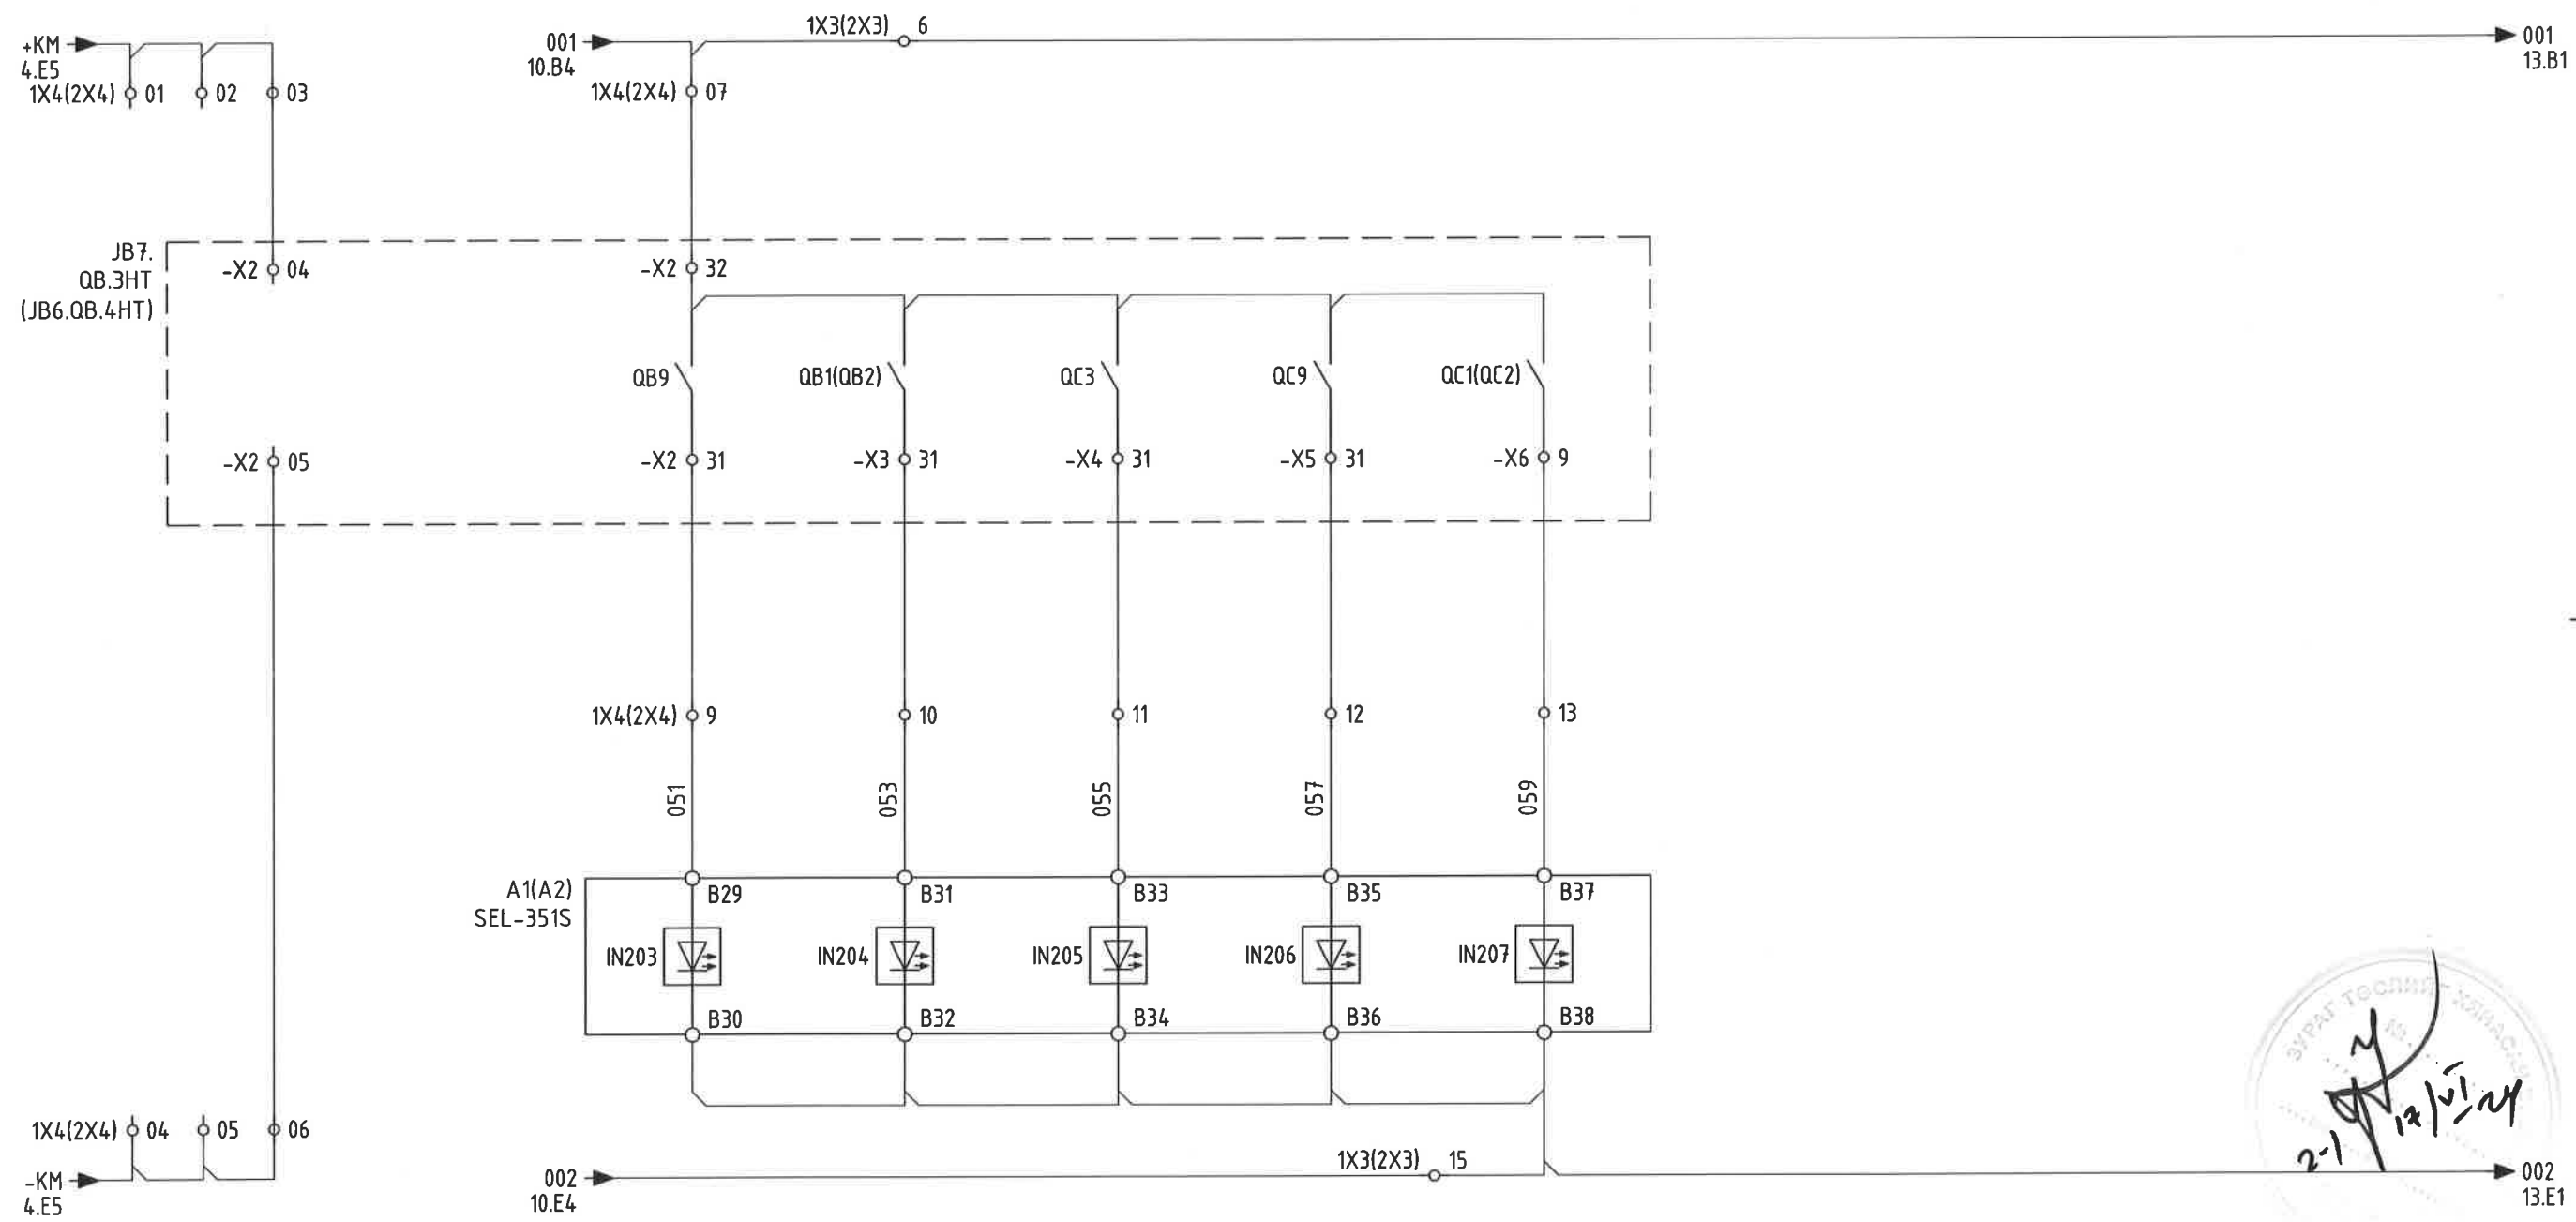 +KM
4.E5
1X4(2X4) 01 02 03
001
10.B4
1X3(2X3) 6
001
13.B1
1X4(2X4) 07
JB7.
QB.3HT
(JB6.QB.4HT)
-X2 04
-X2 32
QB9 QB1(QB2) QC3 QC9 QC1(QC2)
-X2 05
-X2 31 -X3 31 -X4 31 -X5 31 -X6 9
1X4(2X4) 9 10 11 12 13
051 053 055 057 059
A1(A2)
SEL-351S
B29 B31 B33 B35 B37
IN203 IN204 IN205 IN206 IN207
B30 B32 B34 B36 B38
1X4(2X4) 04 05 06
-KM
4.E5
002
10.E4
1X3(2X3) 15
002
13.E1
ЗУРАГ ТӨСЛИЙГ